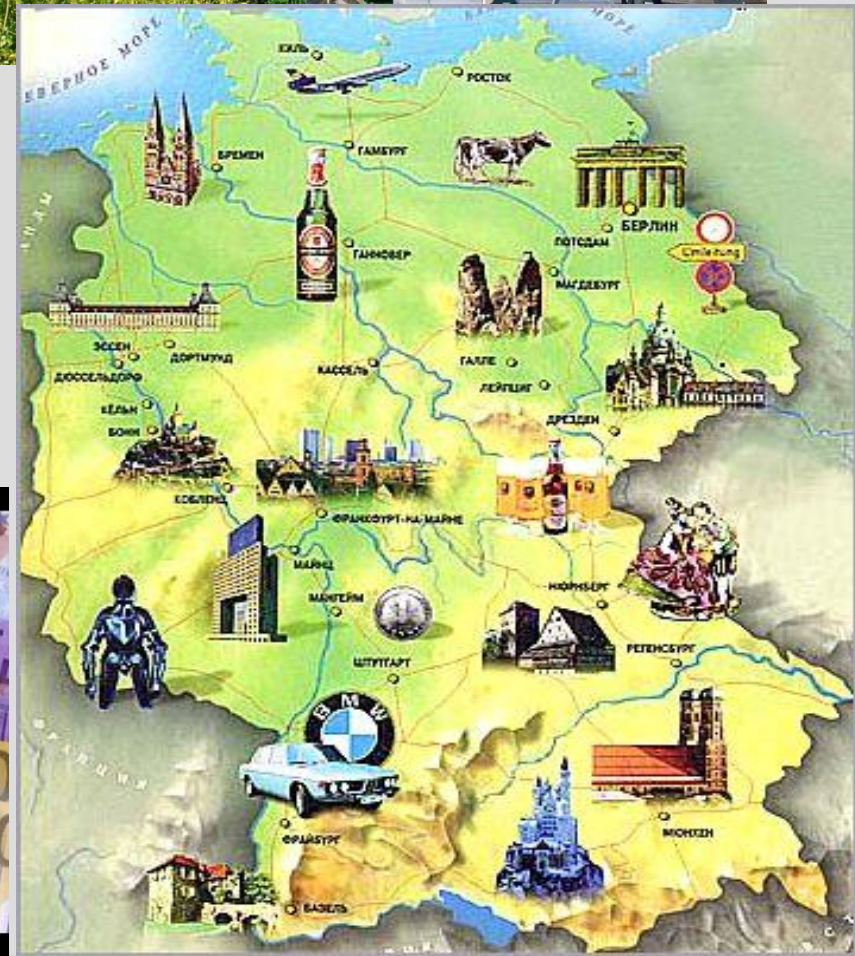 СЕВЕРНОЕ МОРЕ
МОРЕ
КИЛЬ
РОСТОК
БРЕМЕН
ГАМБУРГ
БЕРЛИН
ПОТСДАМ
Umleitung
ГАННОВЕР
МАГДЕБУРГ
ЭССЕН
ДОРТМУНД
ДЮССЕЛЬДОРФ
КАССЕЛЬ
ГАЛЛЕ
ЛЕЙПЦИГ
КЁЛЬН
БОНН
ДРЕЗДЕН
КОБЛЕНЦ
ФРАНКФУРТ-НА-МАЙНЕ
МАЙНЦ
МАНГЕЙМ
НЮРНБЕРГ
РЕГЕНСБУРГ
ШТУТГАРТ
BMW
ФРАНЦИЯ
ФРАЙБУРГ
МЮНХЕН
БАЗЕЛЬ